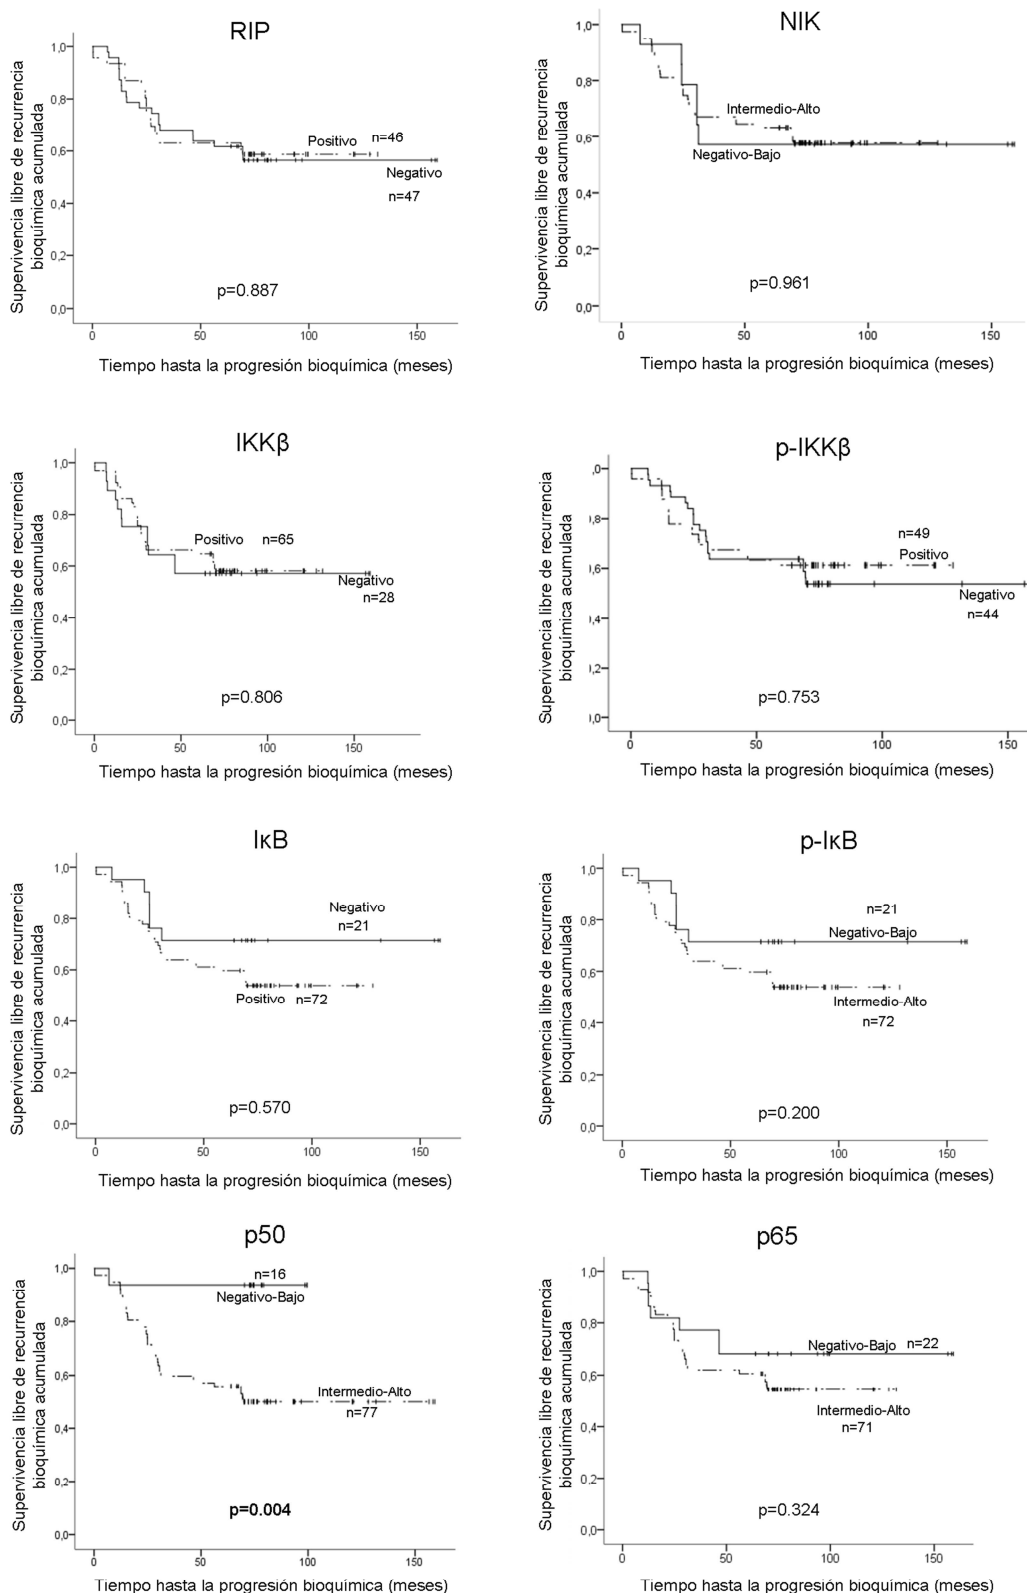 RIP
Supervivencia libre de recurrencia
bioquímica acumulada
1,0
0,8
0,6
0,4
0,2
0,0
Positivo n=46
Negativo
n=47
p=0.887
0 50 100 150
Tiempo hasta la progresión bioquímica (meses)
NIK
Supervivencia libre de recurrencia
bioquímica acumulada
1,0
0,8
0,6
0,4
0,2
0,0
Intermedio-Alto
Negativo-Bajo
p=0.961
0 50 100 150
Tiempo hasta la progresión bioquímica (meses)
IKKβ
Supervivencia libre de recurrencia
bioquímica acumulada
1,0
0,8
0,6
0,4
0,2
0,0
Positivo n=65
Negativo
n=28
p=0.806
0 50 100 150
Tiempo hasta la progresión bioquímica (meses)
p-IKKβ
Supervivencia libre de recurrencia
bioquímica acumulada
,0
0,8
0,6
0,4
0,2
),0
n=49
Positivo
Negativo
n=44
p=0.753
0 50 100 150
Tiempo hasta la progresión bioquímica (meses)
IκB
Supervivencia libre de recurrencia
bioquímica acumulada
1,0
0,8
0,6
0,4
0,2
0,0
Negativo
n=21
Positivo n=72
p=0.570
0 50 100 150
Tiempo hasta la progresión bioquímica (meses)
p-IκB
Supervivencia libre de recurrencia
bioquímica acumulada
1,0
0,8
0,6
0,4
0,2
0,0
n=21
Negativo-Bajo
Intermedio-Alto
n=72
p=0.200
0 50 100 150
Tiempo hasta la progresión bioquímica (meses)
p50
Supervivencia libre de recurrencia
bioquímica acumulada
1,0
0,8
0,6
0,4
0,2
0,0
n=16
Negativo-Bajo
Intermedio-Alto
n=77
p=0.004
0 50 100 150
Tiempo hasta la progresión bioquímica (meses)
p65
Supervivencia libre de recurrencia
bioquímica acumulada
1,0
0,8
0,6
0,4
0,2
0,0
Negativo-Bajo n=22
Intermedio-Alto
n=71
p=0.324
0 50 100 150
Tiempo hasta la progresión bioquímica (meses)